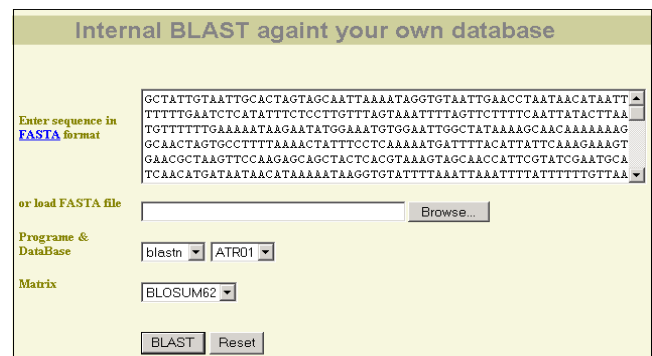 Internal BLAST againt your own database
Enter sequence in
FASTA format
GCTATTGTAATTGCACTAGTAGCAATTAAAATAGGTGTAATTGAACCTAATAACATAATT
TTTTTGAATCTCATATTTCTCCTTGTTTAGTAAATTTTAGTTCTTTTCAATTATACTTAA
TGTTTTTTGAAAAATAAGAATATGGAAATGTGGAATTGGCTATAAAAGCAACAAAAAAAG
GCAACTAGTGCCTTTTAAAACTATTTCCTCAAAAATGATTTTACATTATTCAAAGAAAGT
GAACGCTAAGTTCCAAGAGCAGCTACTCACGTAAAGTAGCAACCATTCGTATCGAATGCA
TCAACATGATAATAACATAAAAATAAGGTGTATTTTAAATTAAATTTTATTTTTTGTTAA
or load FASTA file
Browse...
Programe &
DataBase
blastn ATR01
Matrix
BLOSUM62
BLAST Reset